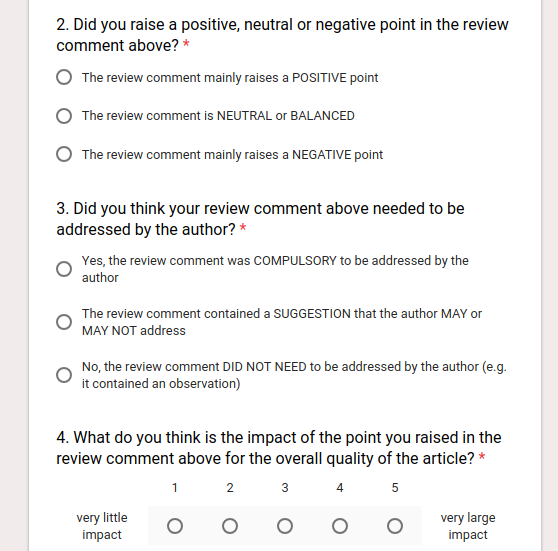 2. Did you raise a positive, neutral or negative point in the review
comment above? *
The review comment mainly raises a POSITIVE point
The review comment is NEUTRAL or BALANCED
The review comment mainly raises a NEGATIVE point
3. Did you think your review comment above needed to be
addressed by the author? *
Yes, the review comment was COMPULSORY to be addressed by the
author
The review comment contained a SUGGESTION that the author MAY or
MAY NOT address
No, the review comment DID NOT NEED to be addressed by the author (e.g.
it contained an observation)
4. What do you think is the impact of the point you raised in the
review comment above for the overall quality of the article? *
1 2 3 4 5
very little very large
impact impact